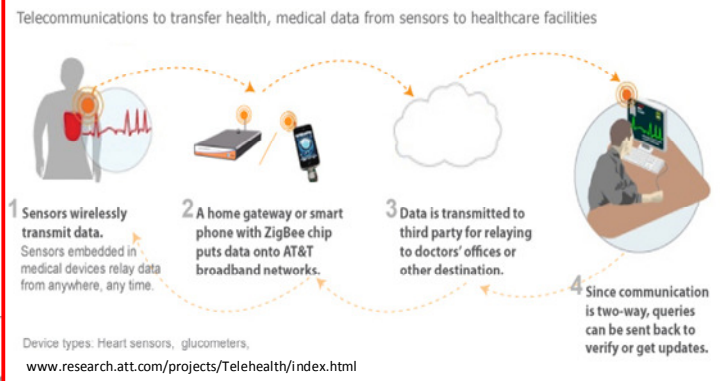 Telecommunications to transfer health, medical data from sensors to healthcare facilities
1 Sensors wirelessly
transmit data.
Sensors embedded in
medical devices relay data
from anywhere, any time.
2 A home gateway or smart
phone with ZigBee chip
puts data onto AT&T
broadband networks.
3 Data is transmitted to
third party for relaying
to doctors' offices or
other destination.
4 Since communication
is two-way, queries
can be sent back to
verify or get updates.
Device types: Heart sensors, glucometers,
www.research.att.com/projects/Telehealth/index.html